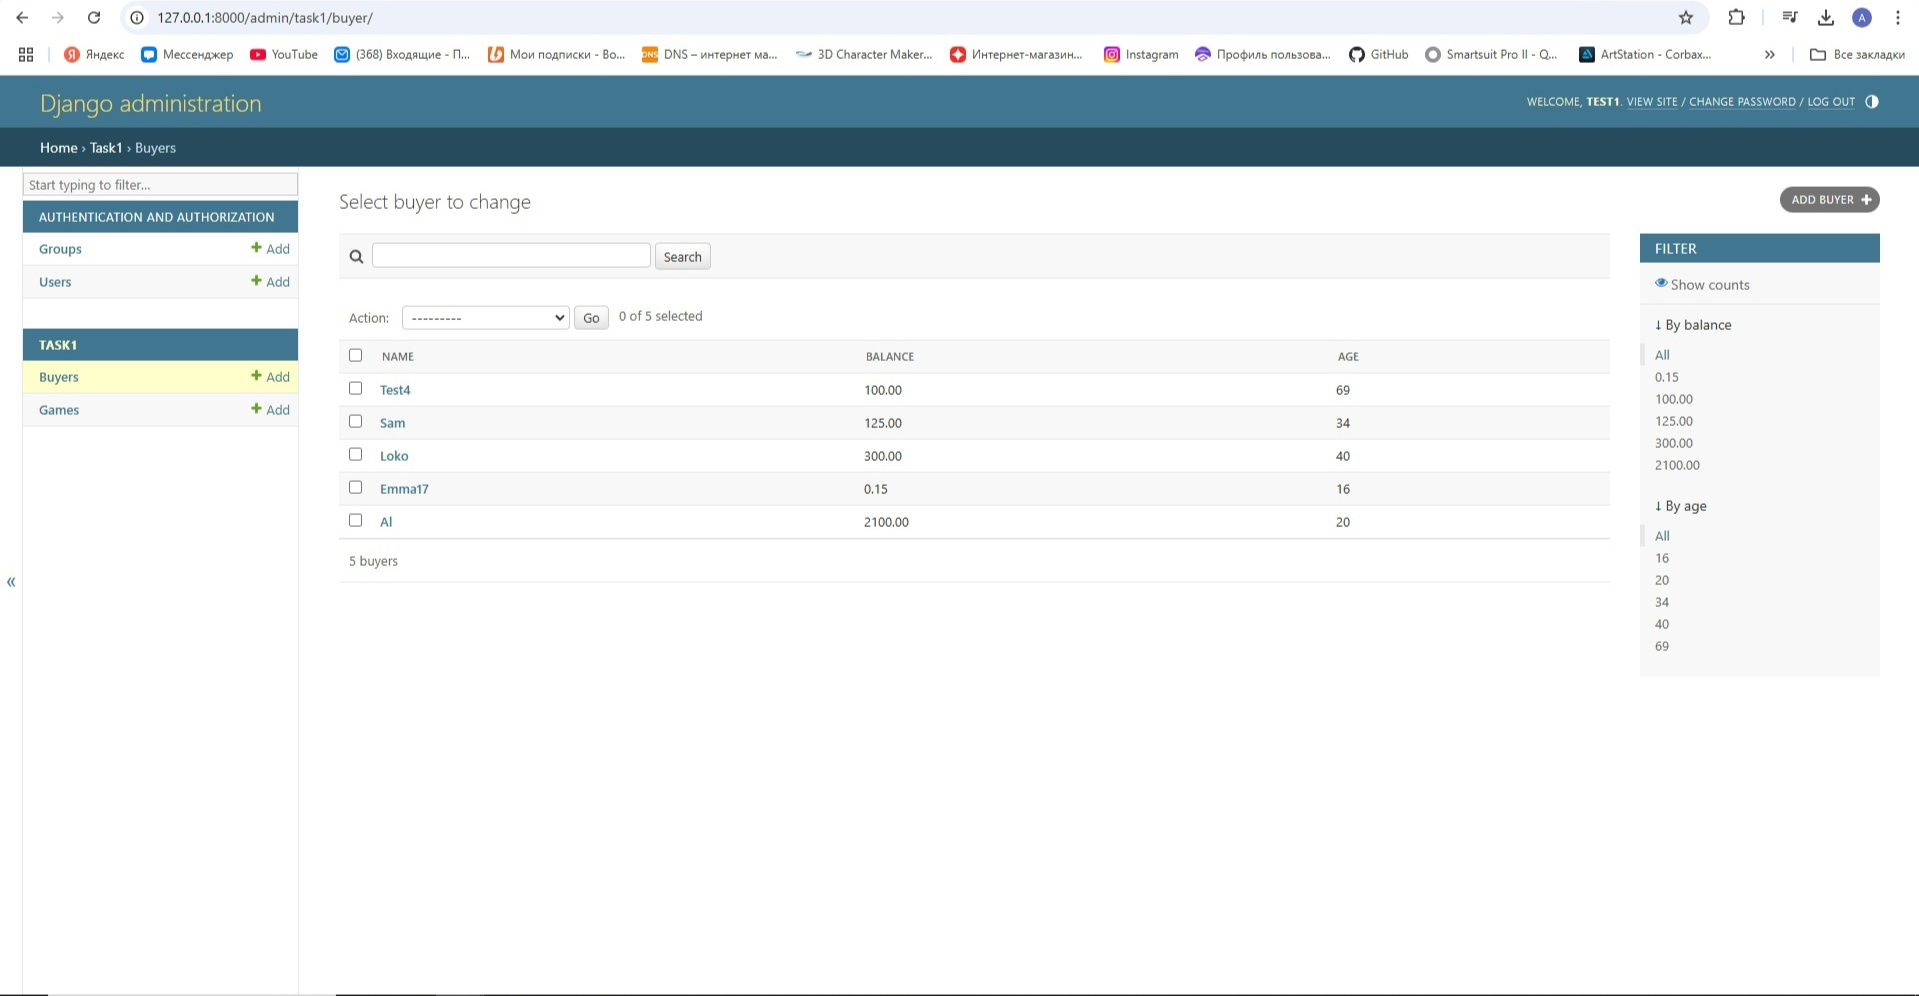 127.0.0.1:8000/admin/task1/buyer/
Яндекс Мессенджер YouTube (368) Входящие - П... Мои подписки - Bo... DNS – интернет ма... 3D Character Maker... Интернет-магазин... Instagram Профиль пользова... GitHub Smartsuit Pro II - Q... ArtStation - Corbax... » Все закладки
Django administration
WELCOME, TEST1. VIEW SITE / CHANGE PASSWORD / LOG OUT
Home › Task1 › Buyers
Start typing to filter...
AUTHENTICATION AND AUTHORIZATION
Groups + Add
Users + Add
TASK1
Buyers + Add
Games + Add
«
Select buyer to change
ADD BUYER +
Search
Action: --------- Go 0 of 5 selected
NAME BALANCE AGE
Test4 100.00 69
Sam 125.00 34
Loko 300.00 40
Emma17 0.15 16
Al 2100.00 20
5 buyers
FILTER
Show counts
↓ By balance
All
0.15
100.00
125.00
300.00
2100.00
↓ By age
All
16
20
34
40
69